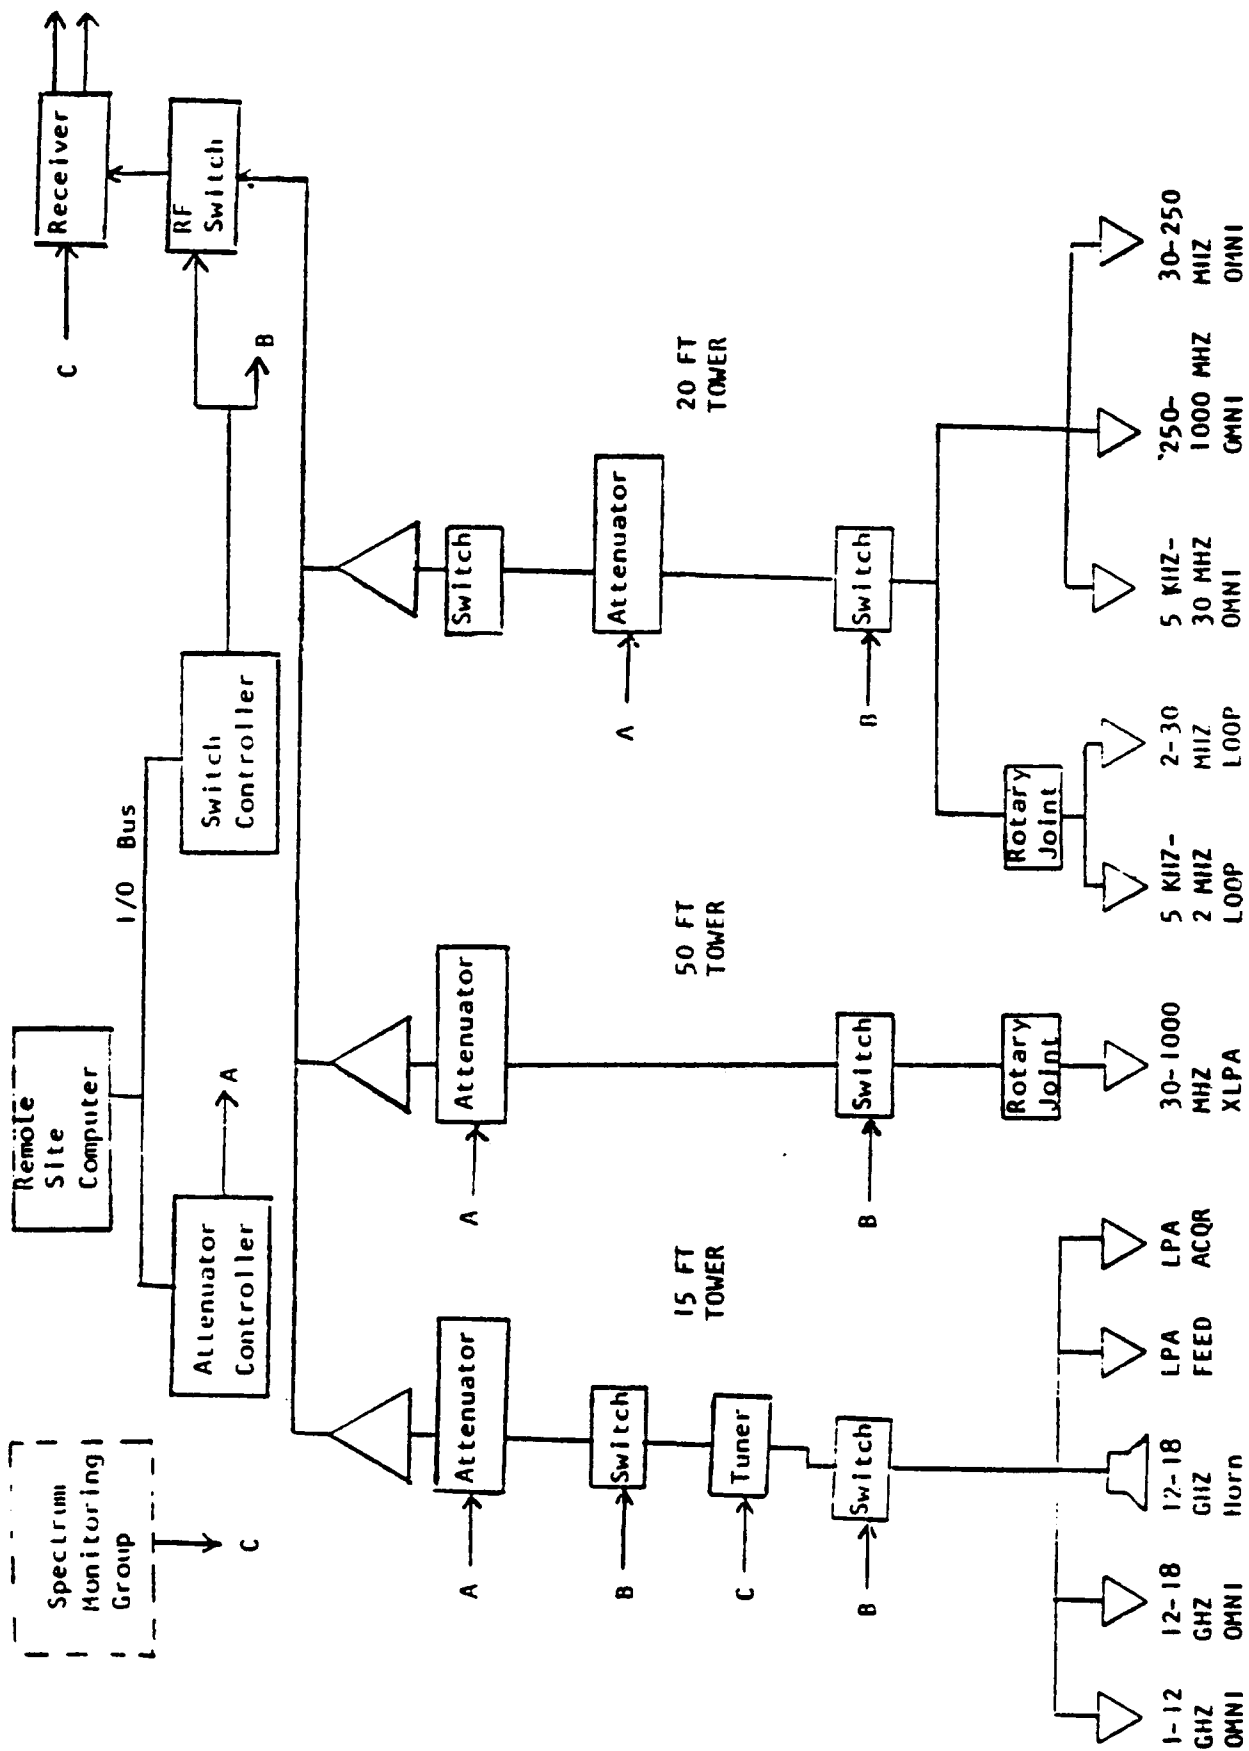 Spectrum
Monitoring
Group
C
Remote
Site
Computer
I/O Bus
Attenuator
Controller
A
Switch
Controller
B
C
Receiver
RF
Switch
Attenuator
A
Switch
B
Tuner
C
Switch
B
15 FT
TOWER
Attenuator
A
Switch
B
Rotary
Joint
50 FT
TOWER
Switch
Attenuator
A
Switch
B
Rotary
Joint
20 FT
TOWER
1-12
GHZ
OMNI
12-18
GHZ
OMNI
12-18
GHZ
Horn
LPA
FEED
LPA
ACQR
30-1000
MHZ
XLPA
5 KHZ-
2 MHZ
LOOP
2-30
MHZ
LOOP
5 KHZ-
30 MHZ
OMNI
250-
1000 MHZ
OMNI
30-250
MHZ
OMNI